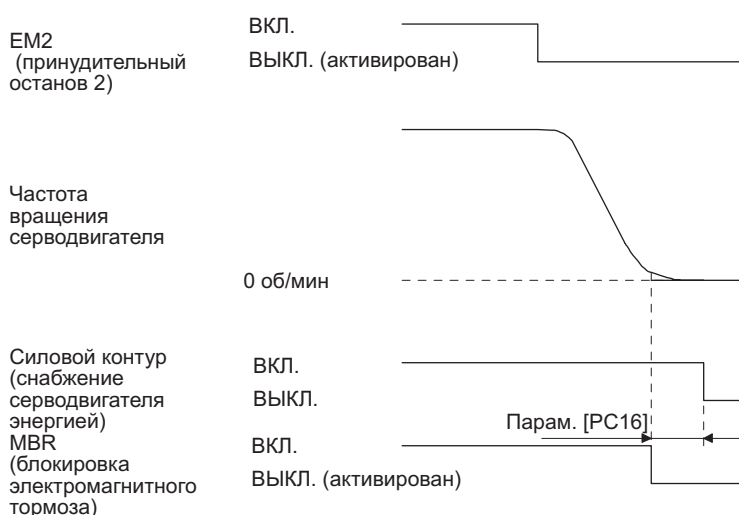 EM2
(принудительный
останов 2)
ВКЛ.
ВЫКЛ. (активирован)
Частота
вращения
серводвигателя
0 об/мин
Силовой контур
(снабжение
серводвигателя
энергией)
ВКЛ.
ВЫКЛ.
Парам. [PC16]
MBR
(блокировка
электромагнитного
тормоза)
ВКЛ.
ВЫКЛ. (активирован)